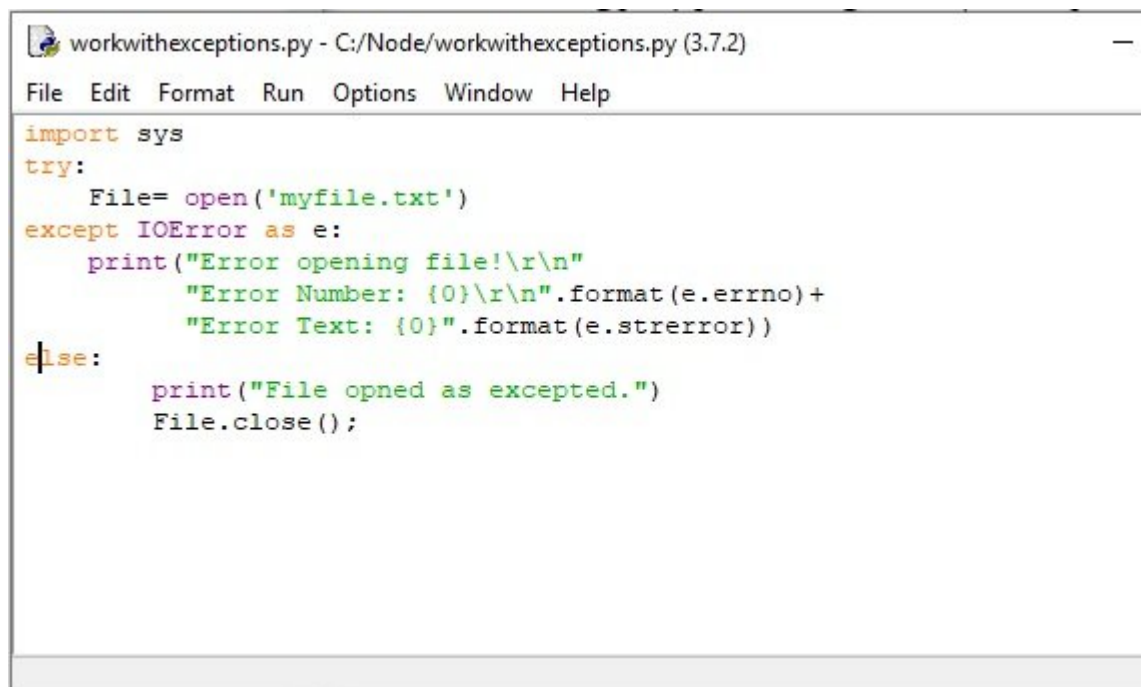 workwithexceptions.py - C:/Node/workwithexceptions.py (3.7.2)
File Edit Format Run Options Window Help
import sys
try:
    File= open('myfile.txt')
except IOError as e:
    print("Error opening file!\r\n"
          "Error Number: {0}\r\n".format(e.errno)+
          "Error Text: {0}".format(e.strerror))
else:
        print("File opned as excepted.")
        File.close();